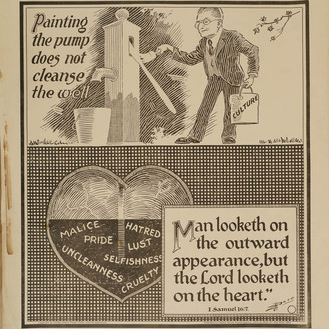 Painting
the pump
does not
cleanse
the well
CULTURE
MALICE
HATRED
PRIDE
LUST
UNCLEANNESS
SELFISHNESS
CRUELTY
Man looketh on
the outward
appearance, but
the Lord looketh
on the heart."
I Samuel 16:7